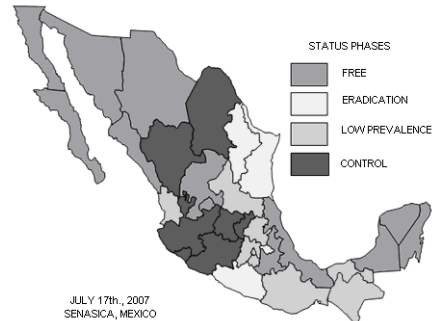 STATUS PHASES
FREE
ERADICATION
LOW PREVALENCE
CONTROL
JULY 17th., 2007
SENASICA, MEXICO